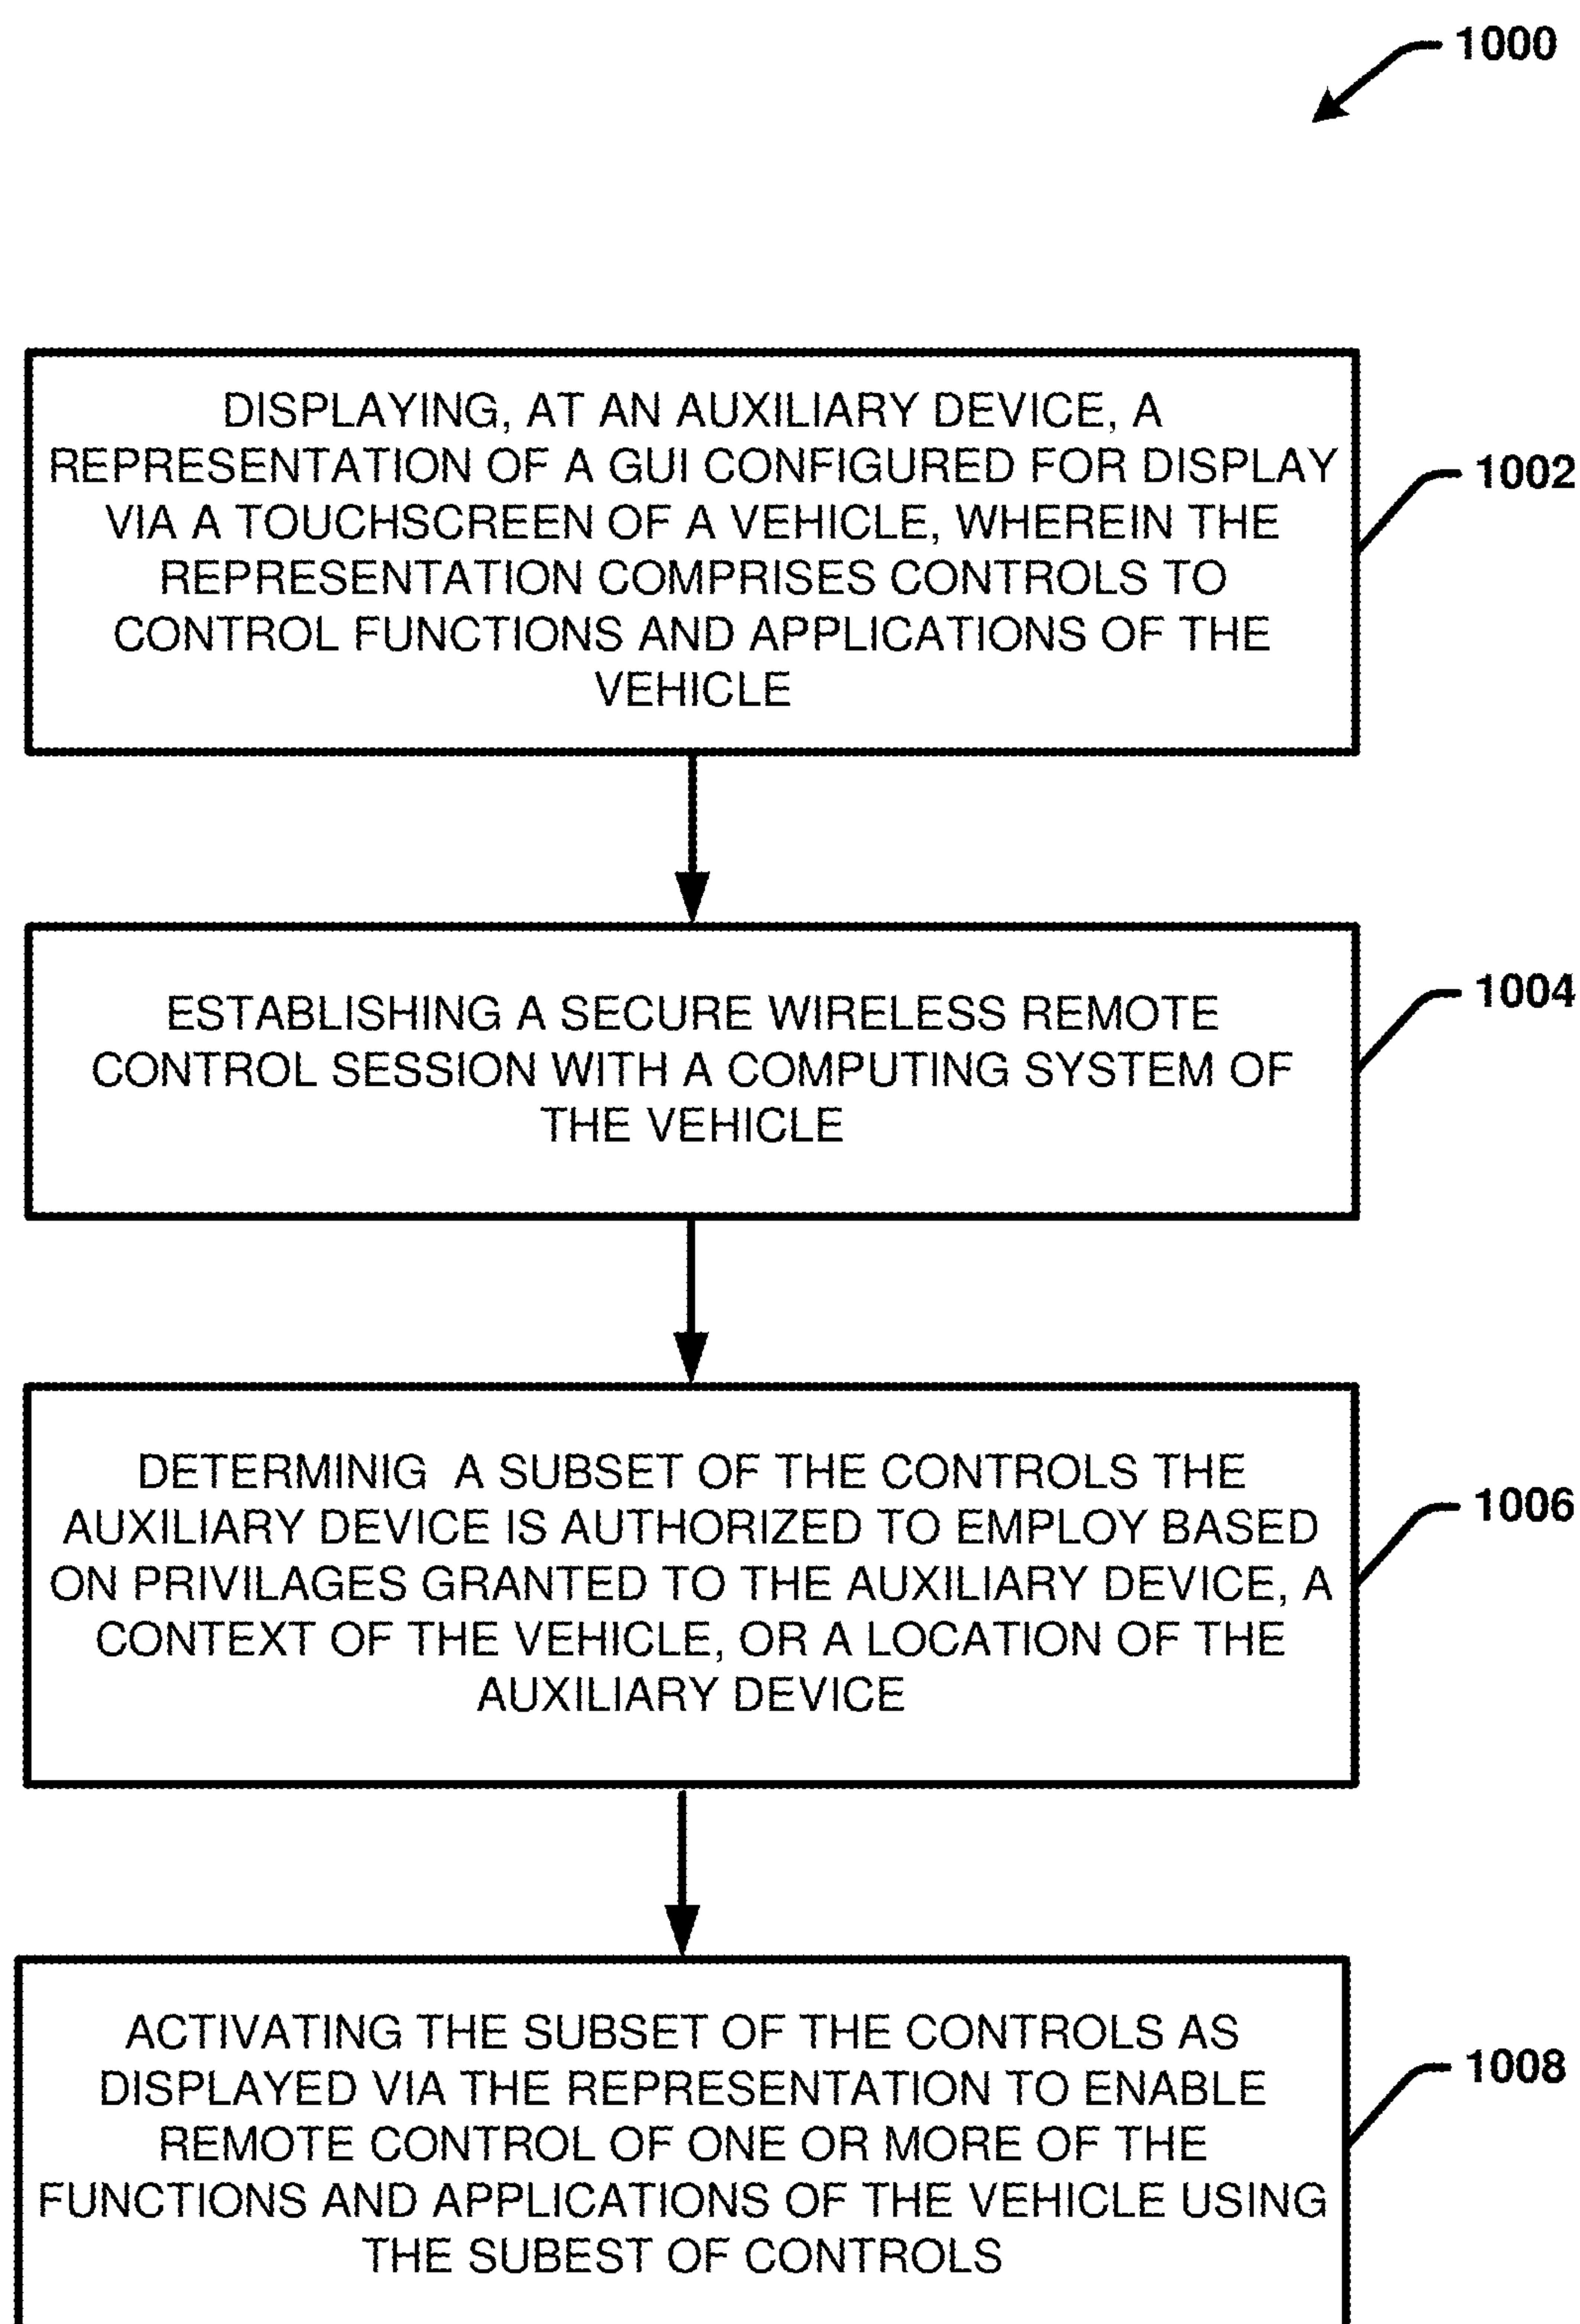 1000
DISPLAYING, AT AN AUXILIARY DEVICE, A
REPRESENTATION OF A GUI CONFIGURED FOR DISPLAY
VIA A TOUCHSCREEN OF A VEHICLE, WHEREIN THE
REPRESENTATION COMPRISES CONTROLS TO
CONTROL FUNCTIONS AND APPLICATIONS OF THE
VEHICLE
1002
ESTABLISHING A SECURE WIRELESS REMOTE
CONTROL SESSION WITH A COMPUTING SYSTEM OF
THE VEHICLE
1004
DETERMINIG A SUBSET OF THE CONTROLS THE
AUXILIARY DEVICE IS AUTHORIZED TO EMPLOY BASED
ON PRIVILAGES GRANTED TO THE AUXILIARY DEVICE, A
CONTEXT OF THE VEHICLE, OR A LOCATION OF THE
AUXILIARY DEVICE
1006
ACTIVATING THE SUBSET OF THE CONTROLS AS
DISPLAYED VIA THE REPRESENTATION TO ENABLE
REMOTE CONTROL OF ONE OR MORE OF THE
FUNCTIONS AND APPLICATIONS OF THE VEHICLE USING
THE SUBEST OF CONTROLS
1008